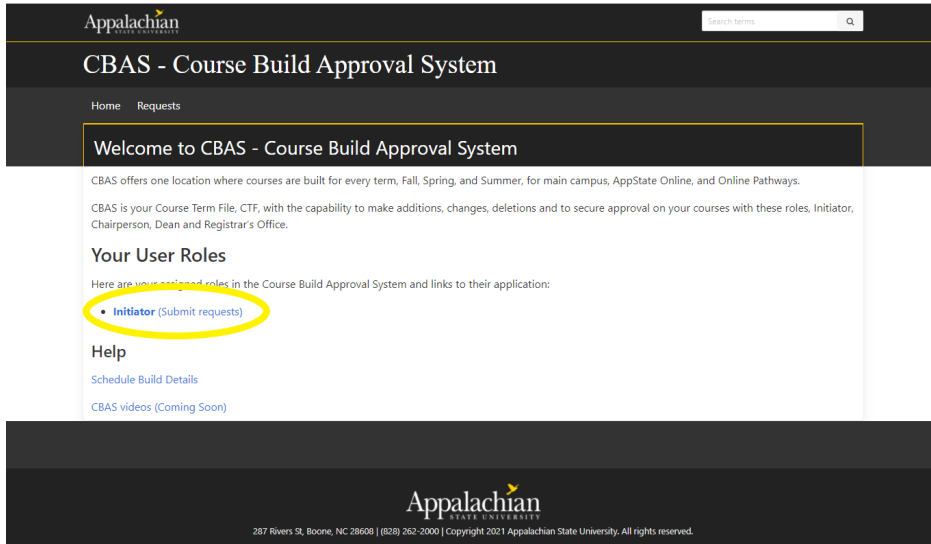 Appalachian
STATE UNIVERSITY
Search terms
CBAS - Course Build Approval System
Home Requests
Welcome to CBAS - Course Build Approval System
CBAS offers one location where courses are built for every term, Fall, Spring, and Summer, for main campus, AppState Online, and Online Pathways.
CBAS is your Course Term File, CTF, with the capability to make additions, changes, deletions and to secure approval on your courses with these roles, Initiator,
Chairperson, Dean and Registrar's Office.
Your User Roles
Here are your assigned roles in the Course Build Approval System and links to their application:
• Initiator (Submit requests)
Help
Schedule Build Details
CBAS videos (Coming Soon)
Appalachian
STATE UNIVERSITY
287 Rivers St, Boone, NC 28608 | (828) 262-2000 | Copyright 2021 Appalachian State University. All rights reserved.